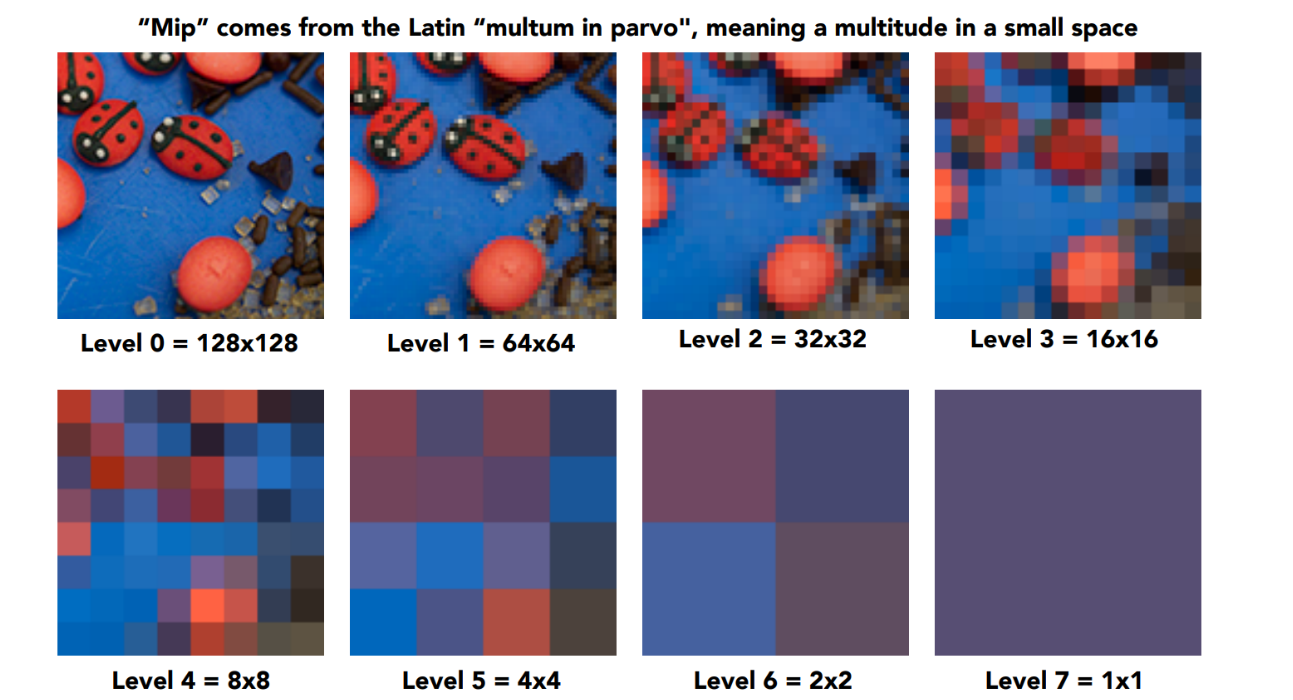 “Mip” comes from the Latin “multum in parvo", meaning a multitude in a small space
Level 0 = 128x128
Level 1 = 64x64
Level 2 = 32x32
Level 3 = 16x16
Level 4 = 8x8
Level 5 = 4x4
Level 6 = 2x2
Level 7 = 1x1